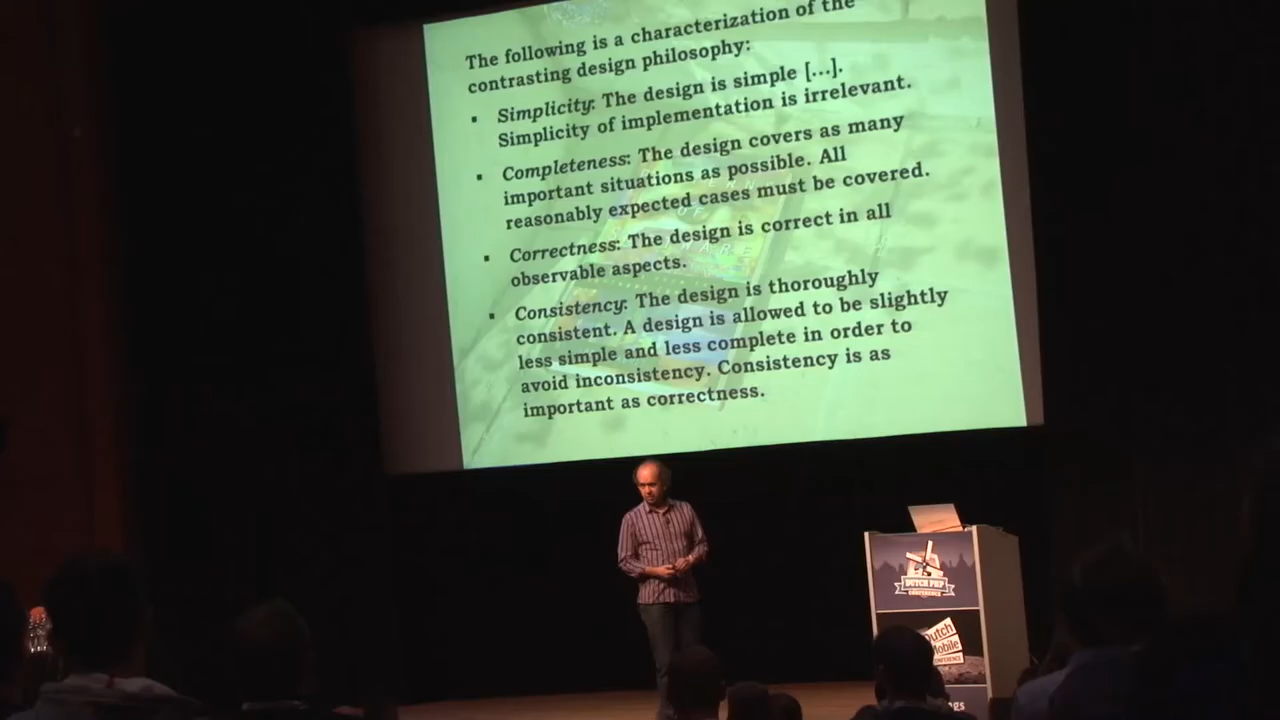 The following is a characterization of the
contrasting design philosophy:
▪ Simplicity: The design is simple [...].
Simplicity of implementation is irrelevant.
▪ Completeness: The design covers as many
important situations as possible. All
reasonably expected cases must be covered.
▪ Correctness: The design is correct in all
observable aspects.
▪ Consistency: The design is thoroughly
consistent. A design is allowed to be slightly
less simple and less complete in order to
avoid inconsistency. Consistency is as
important as correctness.
DUTCH PHP
CONFERENCE
Dutch
Mobile
CONFERENCE